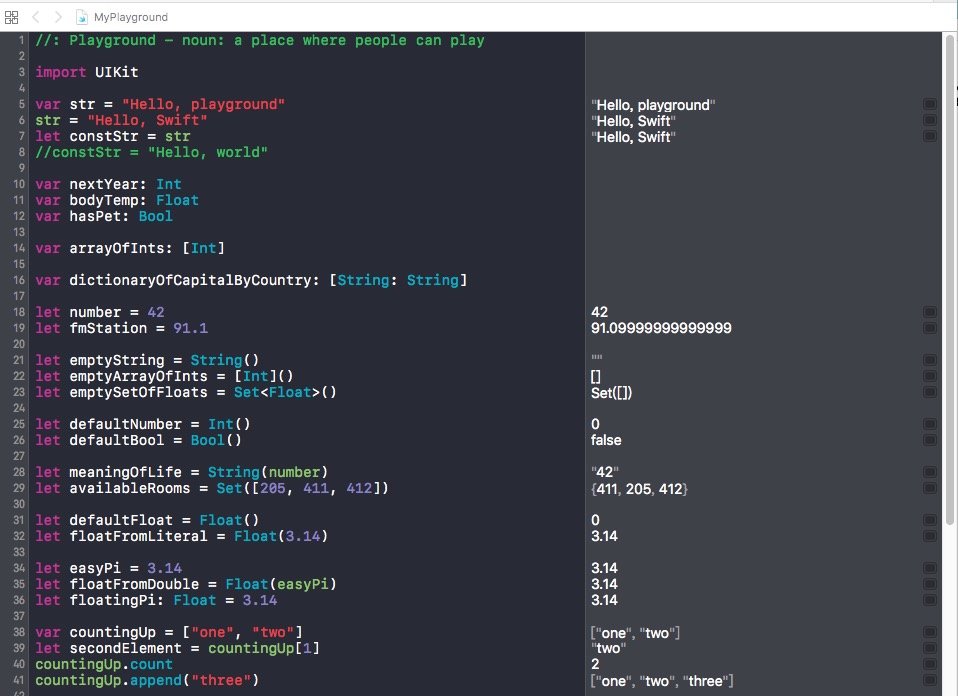 MyPlayground
1 //: Playground – noun: a place where people can play
2
3 import UIKit
4
5 var str = "Hello, playground" "Hello, playground"
6 str = "Hello, Swift" "Hello, Swift"
7 let constStr = str "Hello, Swift"
8 //constStr = "Hello, world"
9
10 var nextYear: Int
11 var bodyTemp: Float
12 var hasPet: Bool
13
14 var arrayOfInts: [Int]
15
16 var dictionaryOfCapitalByCountry: [String: String]
17
18 let number = 42 42
19 let fmStation = 91.1 91.09999999999999
20
21 let emptyString = String() ""
22 let emptyArrayOfInts = [Int]() []
23 let emptySetOfFloats = Set<Float>() Set([])
24
25 let defaultNumber = Int() 0
26 let defaultBool = Bool() false
27
28 let meaningOfLife = String(number) "42"
29 let availableRooms = Set([205, 411, 412]) {411, 205, 412}
30
31 let defaultFloat = Float() 0
32 let floatFromLiteral = Float(3.14) 3.14
33
34 let easyPi = 3.14 3.14
35 let floatFromDouble = Float(easyPi) 3.14
36 let floatingPi: Float = 3.14 3.14
37
38 var countingUp = ["one", "two"] ["one", "two"]
39 let secondElement = countingUp[1] "two"
40 countingUp.count 2
41 countingUp.append("three") ["one", "two", "three"]